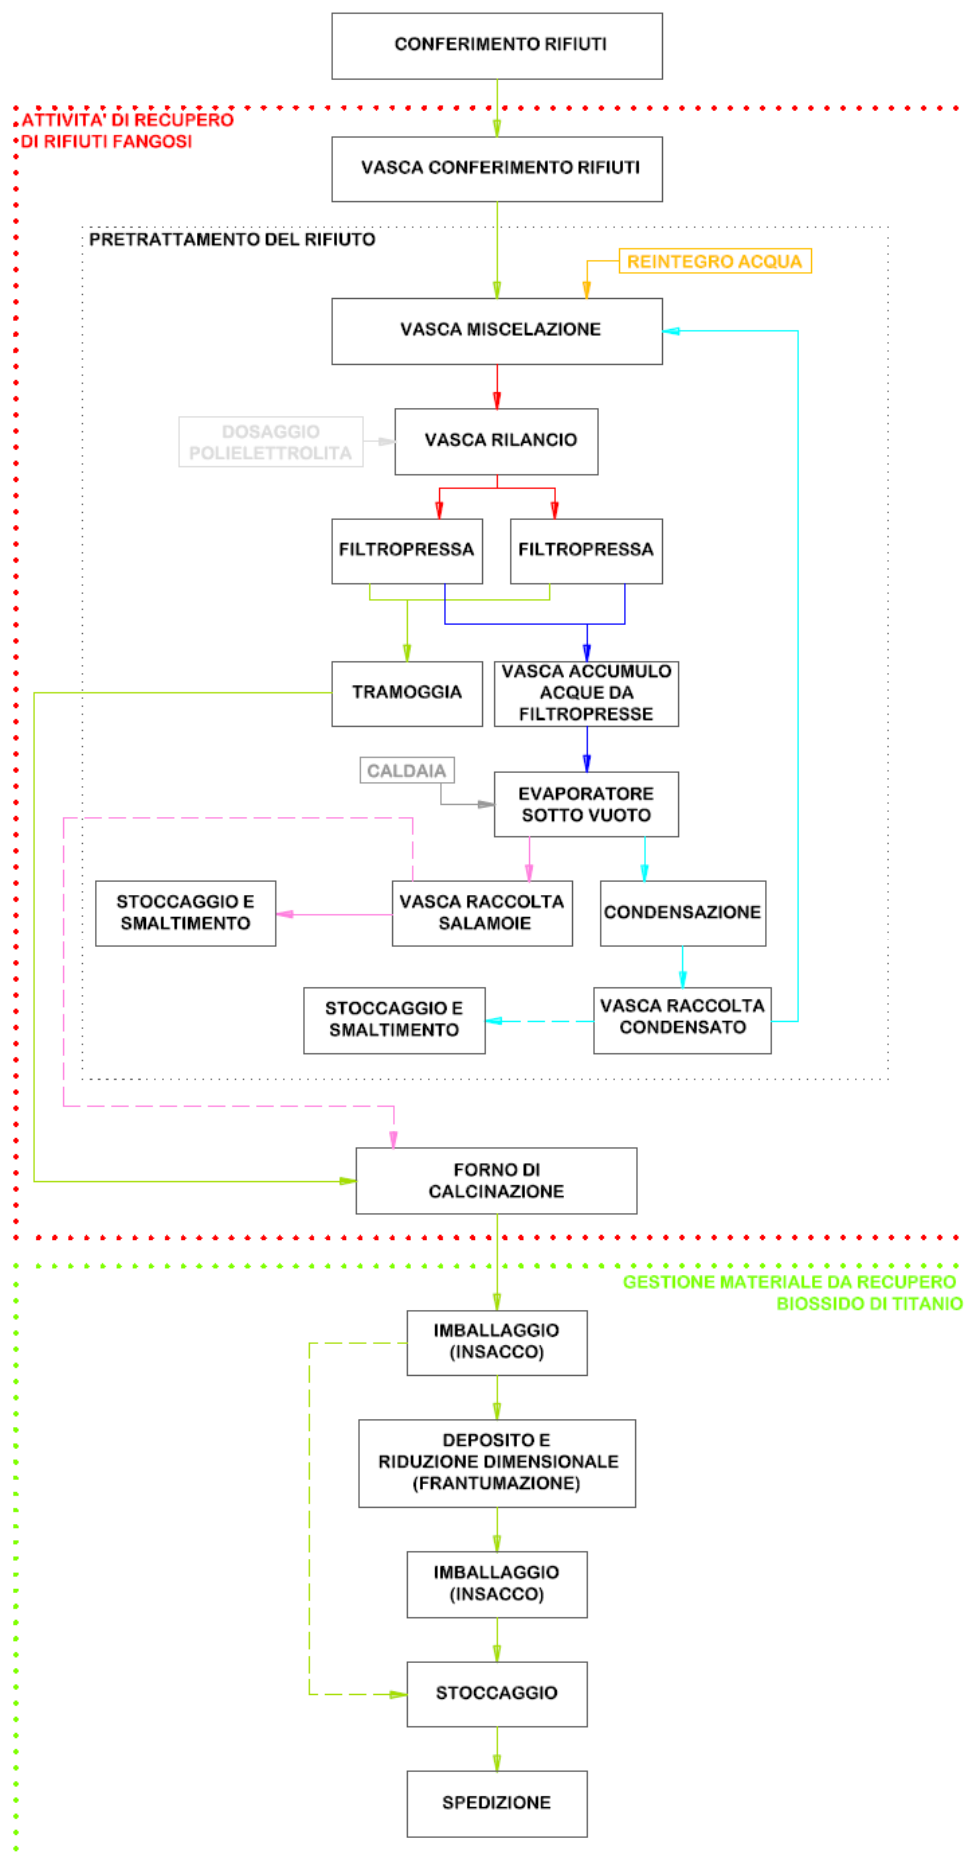 CONFERIMENTO RIFIUTI
ATTIVITA' DI RECUPERO
DI RIFIUTI FANGOSI
VASCA CONFERIMENTO RIFIUTI
PRETRATTAMENTO DEL RIFIUTO
REINTEGRO ACQUA
VASCA MISCELAZIONE
DOSAGGIO
POLIELETTROLITA
VASCA RILANCIO
FILTROPRESSA
FILTROPRESSA
TRAMOGGIA
VASCA ACCUMULO
ACQUE DA
FILTROPRESSE
CALDAIA
EVAPORATORE
SOTTO VUOTO
STOCCAGGIO E
SMALTIMENTO
VASCA RACCOLTA
SALAMOIE
CONDENSAZIONE
STOCCAGGIO E
SMALTIMENTO
VASCA RACCOLTA
CONDENSATO
FORNO DI
CALCINAZIONE
GESTIONE MATERIALE DA RECUPERO
BIOSSIDO DI TITANIO
IMBALLAGGIO
(INSACCO)
DEPOSITO E
RIDUZIONE DIMENSIONALE
(FRANTUMAZIONE)
IMBALLAGGIO
(INSACCO)
STOCCAGGIO
SPEDIZIONE